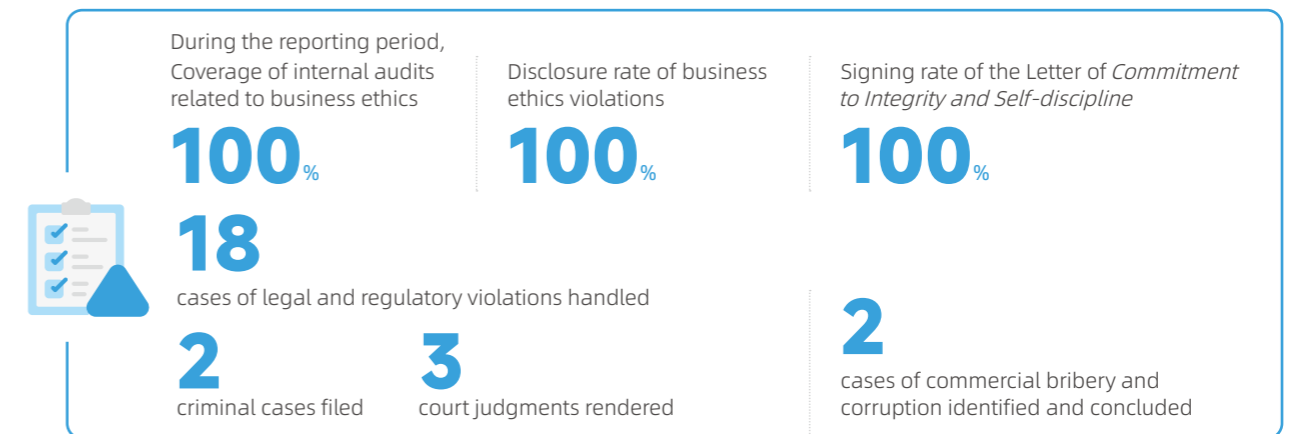 During the reporting period,
Coverage of internal audits
related to business ethics
100%
Disclosure rate of business
ethics violations
100%
Signing rate of the Letter of Commitment
to Integrity and Self-discipline
100%
18
cases of legal and regulatory violations handled
2
criminal cases filed
3
court judgments rendered
2
cases of commercial bribery and
corruption identified and concluded